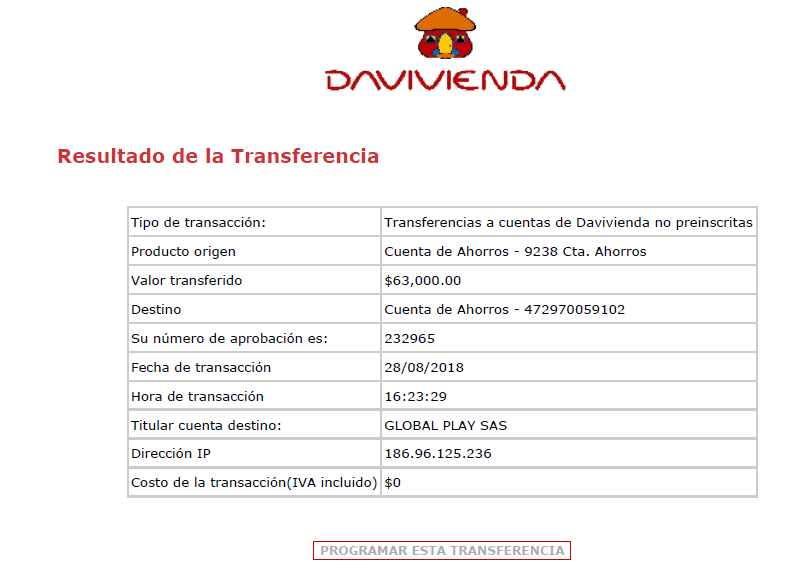 DAVIVIENDA
Resultado de la Transferencia
Tipo de transacción: Transferencias a cuentas de Davivienda no preinscritas
Producto origen Cuenta de Ahorros - 9238 Cta. Ahorros
Valor transferido $63,000.00
Destino Cuenta de Ahorros - 472970059102
Su número de aprobación es: 232965
Fecha de transacción 28/08/2018
Hora de transacción 16:23:29
Titular cuenta destino: GLOBAL PLAY SAS
Dirección IP 186.96.125.236
Costo de la transacción(IVA incluido) $0
PROGRAMAR ESTA TRANSFERENCIA